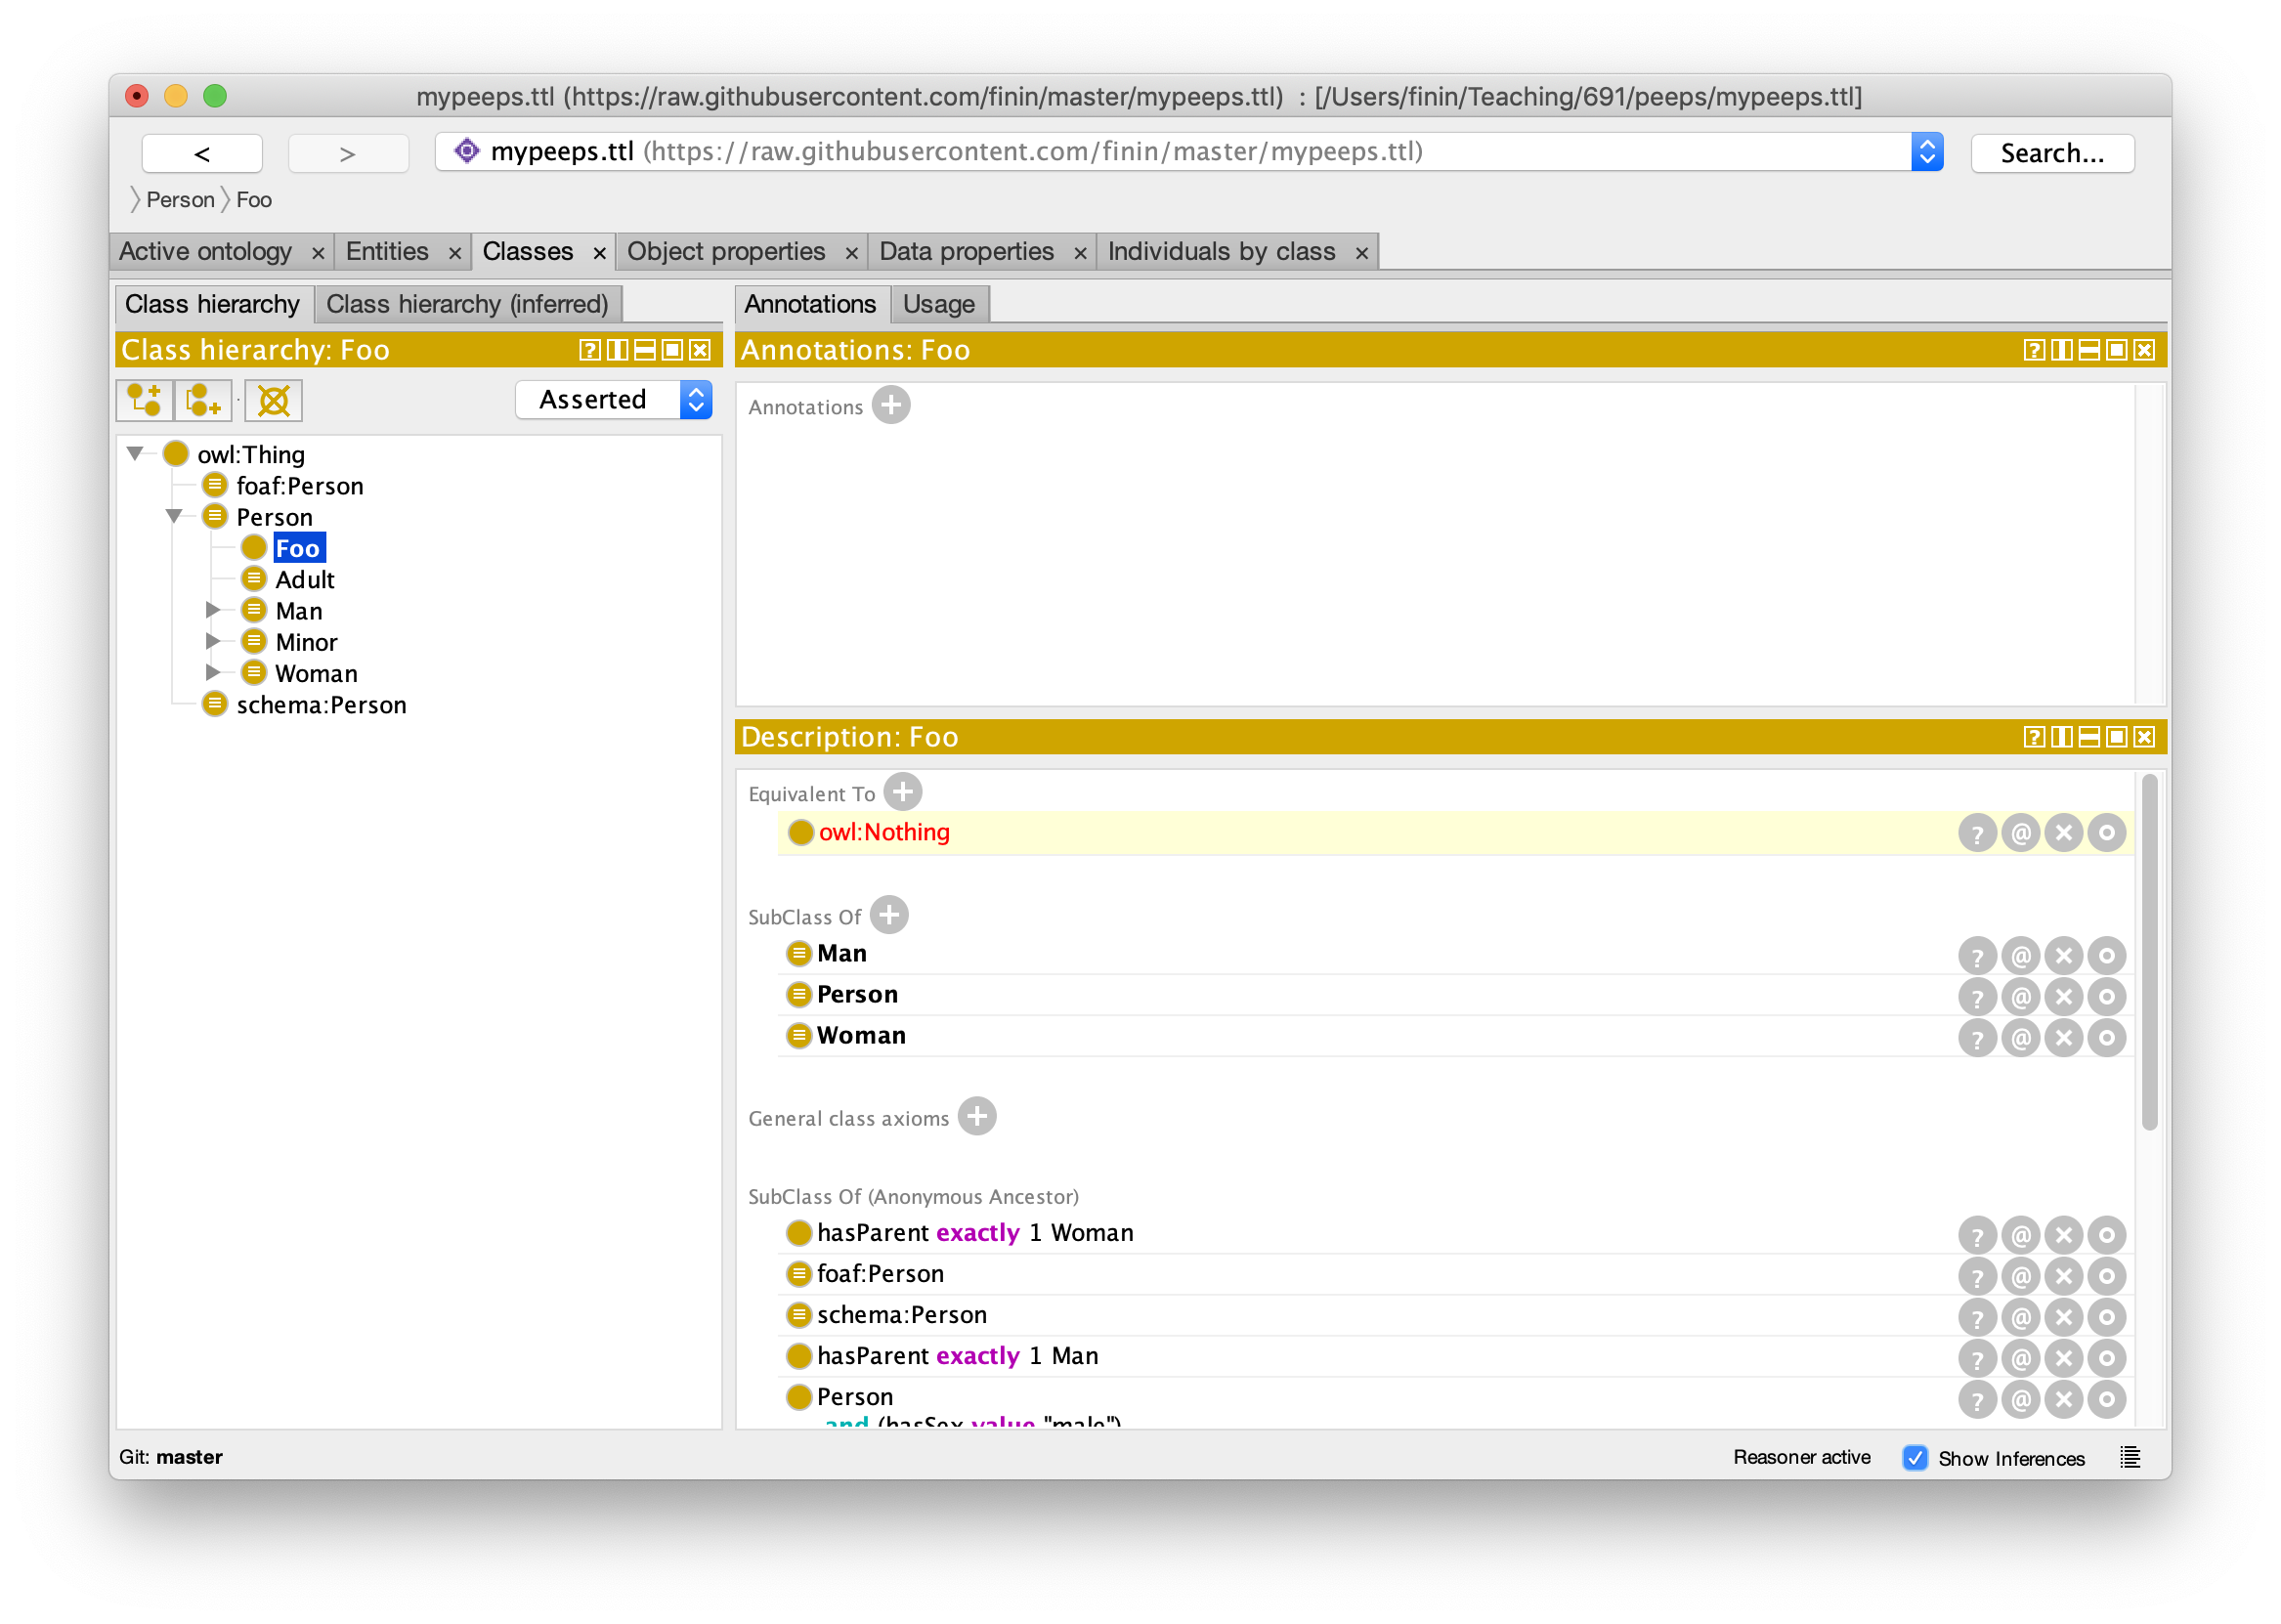 mypeeps.ttl (https://raw.githubusercontent.com/finin/master/mypeeps.ttl) : [/Users/finin/Teaching/691/peeps/mypeeps.ttl]
< > mypeeps.ttl (https://raw.githubusercontent.com/finin/master/mypeeps.ttl) Search...
〉Person 〉Foo
Active ontology × Entities × Classes × Object properties × Data properties × Individuals by class ×
Class hierarchy Class hierarchy (inferred)
Class hierarchy: Foo
Asserted
owl:Thing
foaf:Person
Person
Foo
Adult
Man
Minor
Woman
schema:Person
Annotations Usage
Annotations: Foo
Annotations
Description: Foo
Equivalent To
owl:Nothing
SubClass Of
Man
Person
Woman
General class axioms
SubClass Of (Anonymous Ancestor)
hasParent exactly 1 Woman
foaf:Person
schema:Person
hasParent exactly 1 Man
Person
and (hasSex value "male")
Git: master
Reasoner active Show Inferences